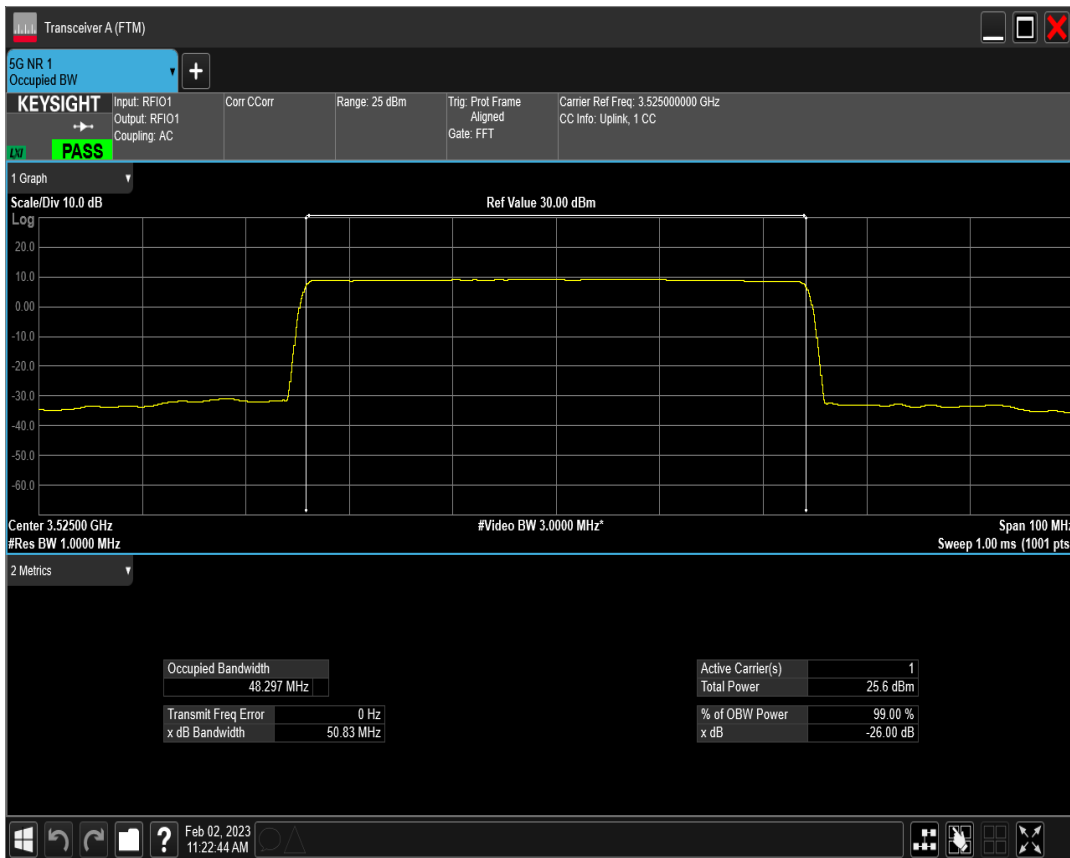 Transceiver A (FTM)
5G NR 1
Occupied BW
+
KEYSIGHT
LXI
PASS
Input: RFIO1
Output: RFIO1
Coupling: AC
Corr CCorr
Range: 25 dBm
Trig: Prot Frame
Aligned
Gate: FFT
Carrier Ref Freq: 3.525000000 GHz
CC Info: Uplink, 1 CC
1 Graph
Scale/Div 10.0 dB
Ref Value 30.00 dBm
Log
20.0
10.0
0.00
-10.0
-20.0
-30.0
-40.0
-50.0
-60.0
Center 3.52500 GHz
#Video BW 3.0000 MHz*
Span 100 MHz
#Res BW 1.0000 MHz
Sweep 1.00 ms (1001 pts
2 Metrics
Occupied Bandwidth
48.297 MHz
Transmit Freq Error 0 Hz
x dB Bandwidth 50.83 MHz
Active Carrier(s) 1
Total Power 25.6 dBm
% of OBW Power 99.00 %
x dB -26.00 dB
?
Feb 02, 2023
11:22:44 AM